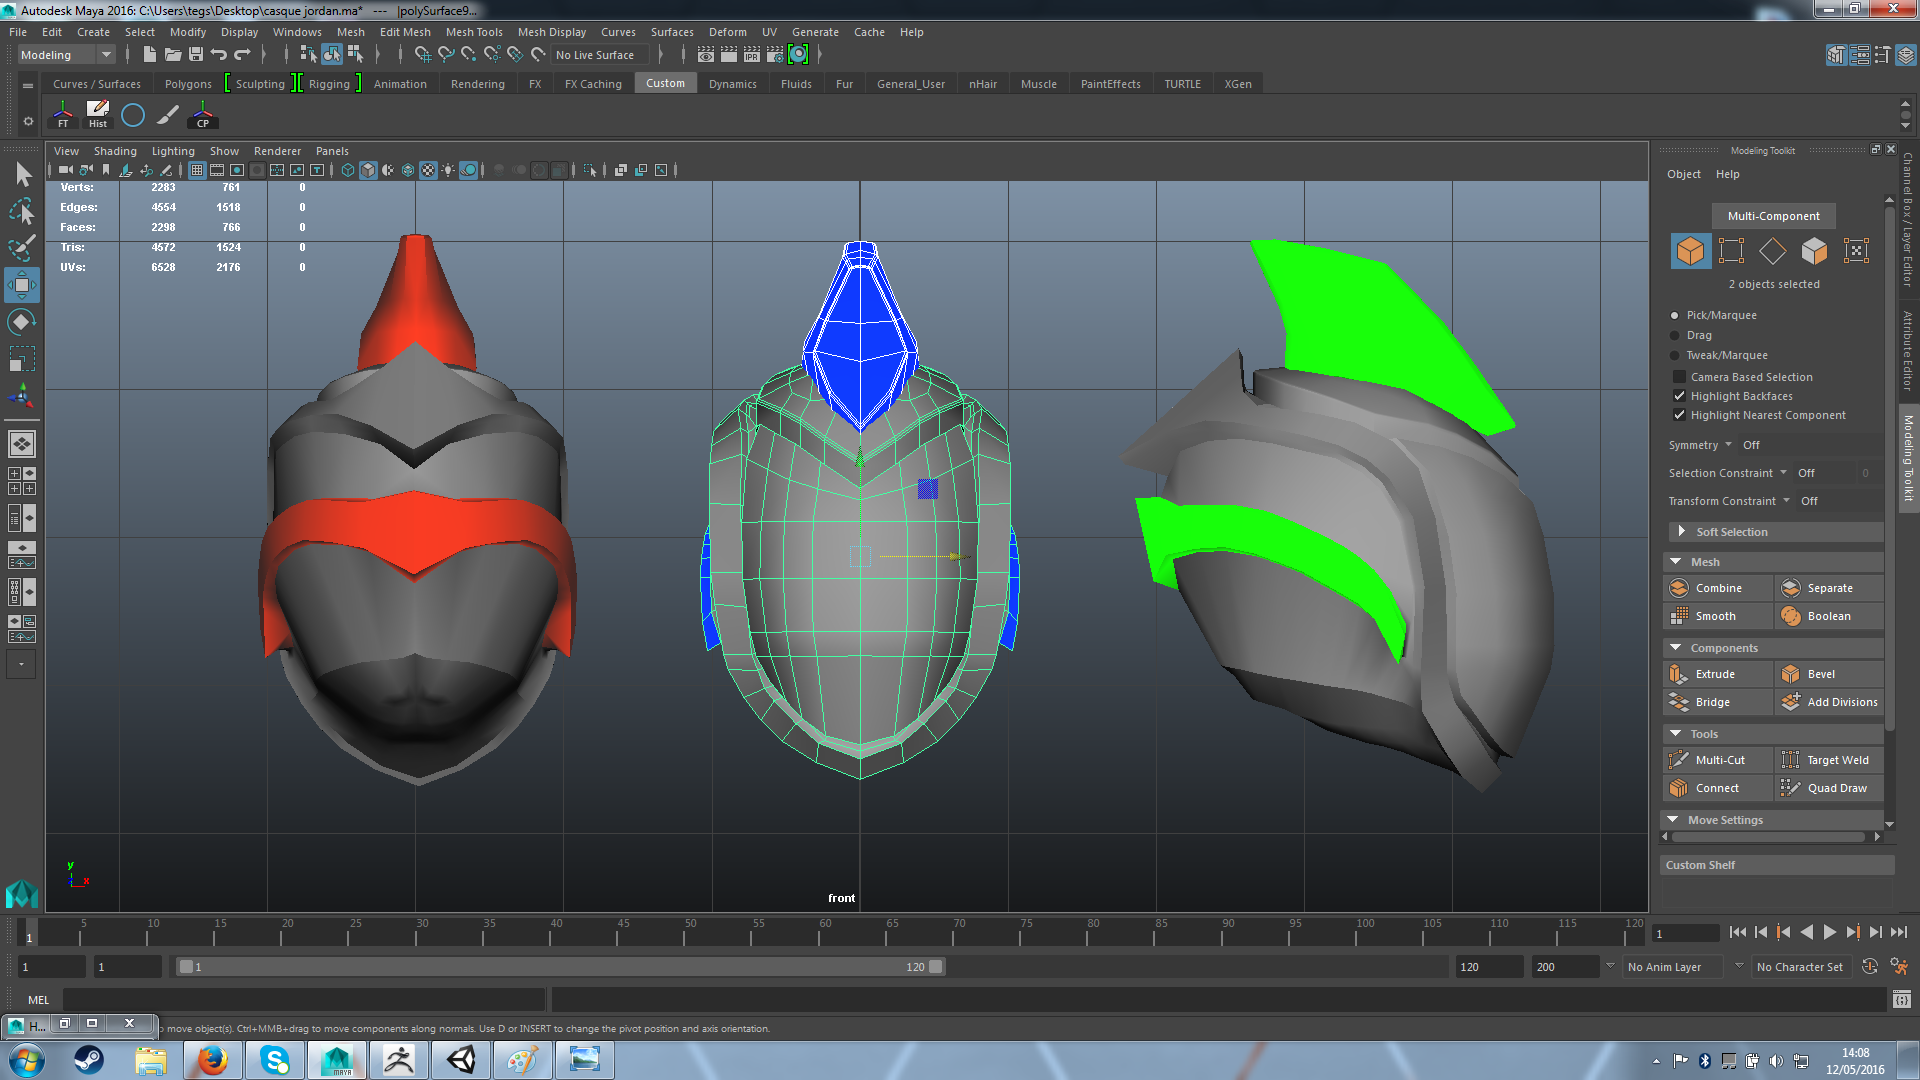 Autodesk Maya 2016: C:\Users\tegs\Desktop\casque jordan.ma*   ---   |polySurface9...
File Edit Create Select Modify Display Windows Mesh Edit Mesh Mesh Tools Mesh Display Curves Surfaces Deform UV Generate Cache Help
Modeling No Live Surface IPR
Curves / Surfaces Polygons Sculpting Rigging Animation Rendering FX FX Caching Custom Dynamics Fluids Fur General_User nHair Muscle PaintEffects TURTLE XGen
FT Hist CP
View Shading Lighting Show Renderer Panels
Verts: 2283 761 0
Edges: 4554 1518 0
Faces: 2298 766 0
Tris: 4572 1524 0
UVs: 6528 2176 0
y
x
front
Modeling Toolkit
Object Help
Multi-Component
2 objects selected
Pick/Marquee
Drag
Tweak/Marquee
Camera Based Selection
Highlight Backfaces
Highlight Nearest Component
Symmetry Off
Selection Constraint Off 0
Transform Constraint Off
Soft Selection
Mesh
Combine Separate
Smooth Boolean
Components
Extrude Bevel
Bridge Add Divisions
Tools
Multi-Cut Target Weld
Connect Quad Draw
Move Settings
Custom Shelf
Channel Box / Layer Editor
Attribute Editor
Modeling Toolkit
1 5 10 15 20 25 30 35 40 45 50 55 60 65 70 75 80 85 90 95 100 105 110 115 120
1
1 1 1 120 120 200 No Anim Layer No Character Set
MEL
H... o move object(s). Ctrl+MMB+drag to move components along normals. Use D or INSERT to change the pivot position and axis orientation.
MAYA
14:08
12/05/2016